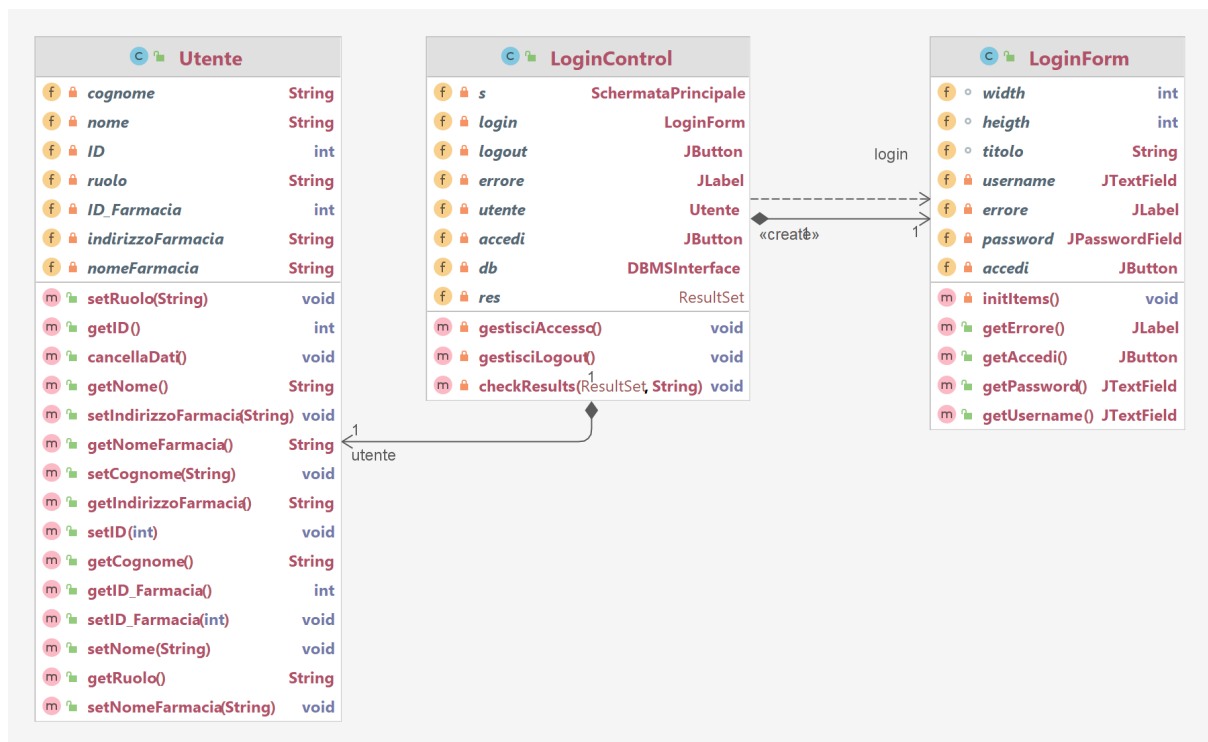 Utente
cognome String
nome String
ID int
ruolo String
ID_Farmacia int
indirizzoFarmacia String
nomeFarmacia String
setRuolo(String) void
getID() int
cancellaDati() void
getNome() String
setIndirizzoFarmacia(String) void
getNomeFarmacia() String
setCognome(String) void
getIndirizzoFarmacia() String
setID(int) void
getCognome() String
getID_Farmacia() int
setID_Farmacia(int) void
setNome(String) void
getRuolo() String
setNomeFarmacia(String) void
LoginControl
s SchermataPrincipale
login LoginForm
logout JButton
errore JLabel
utente Utente
accedi JButton
db DBMSInterface
res ResultSet
gestisciAccesso() void
gestisciLogout() void
checkResults(ResultSet, String) void
1
1
utente
login
«create»
1
1
LoginForm
width int
heigth int
titolo String
username JTextField
errore JLabel
password JPasswordField
accedi JButton
initItems() void
getErrore() JLabel
getAccedi() JButton
getPassword() JTextField
getUsername() JTextField